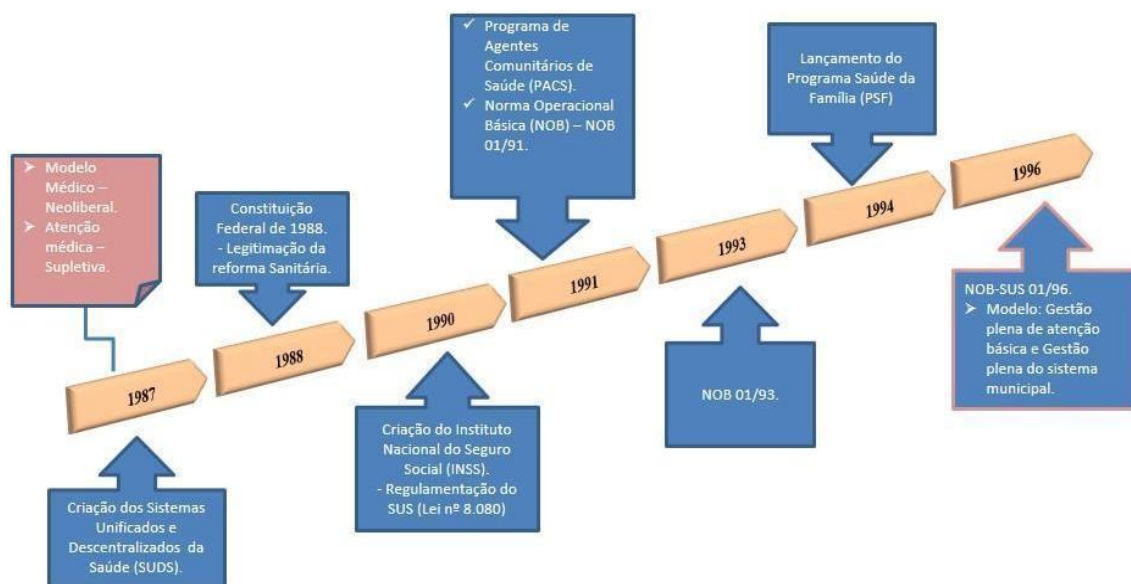 ➢ Modelo
Médico –
Neoliberal.
➢ Atenção
médica –
Supletiva.
1987
Criação dos Sistemas
Unificados e
Descentralizados da
Saúde (SUDS).
Constituição
Federal de 1988.
- Legitimação da
reforma Sanitária.
1988
1990
Criação do Instituto
Nacional do Seguro
Social (INSS).
- Regulamentação do
SUS (Lei nº 8.080)
✓ Programa de
Agentes
Comunitários de
Saúde (PACS).
✓ Norma Operacional
Básica (NOB) – NOB
01/91.
1991
1993
NOB 01/93.
Lançamento do
Programa Saúde da
Família (PSF)
1994
1996
NOB-SUS 01/96.
➢ Modelo: Gestão
plena de atenção
básica e Gestão
plena do sistema
municipal.